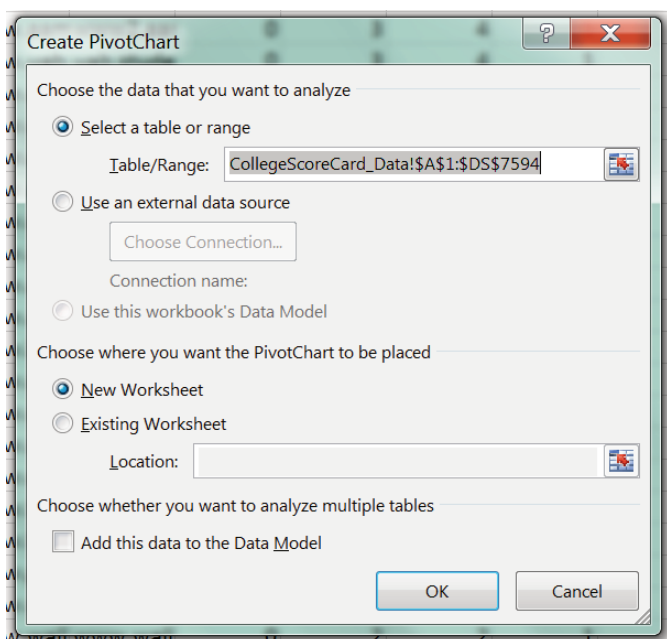 Create PivotChart
?
X
Choose the data that you want to analyze
Select a table or range
Table/Range: CollegeScoreCard_Data!$A$1:$DS$7594
Use an external data source
Choose Connection...
Connection name:
Use this workbook's Data Model
Choose where you want the PivotChart to be placed
New Worksheet
Existing Worksheet
Location:
Choose whether you want to analyze multiple tables
Add this data to the Data Model
OK Cancel